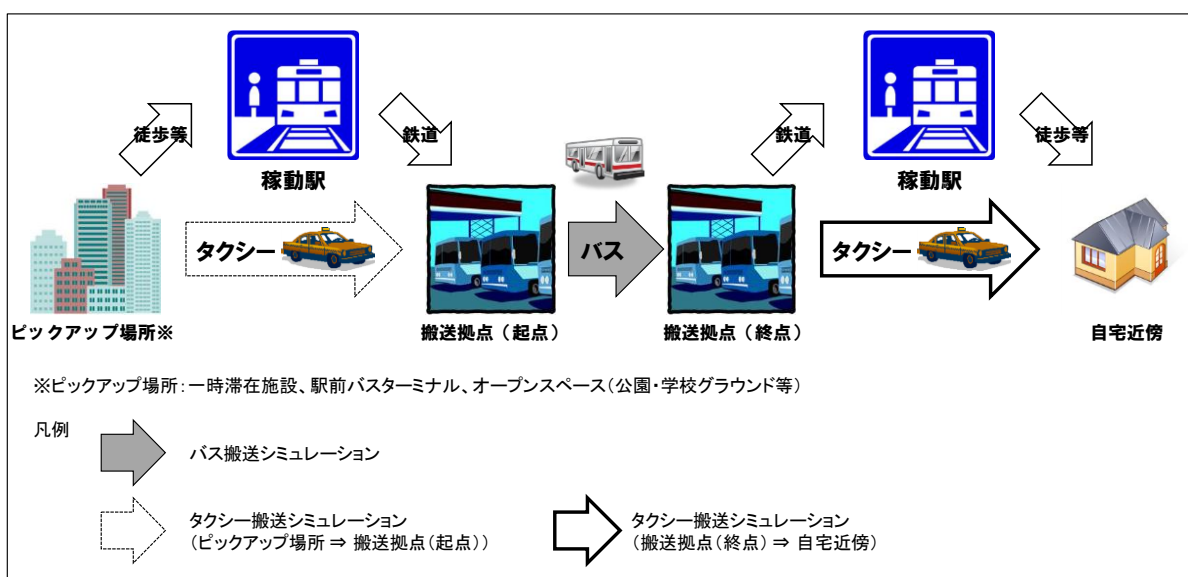 徒歩等
鉄道
鉄道
徒歩等
稼動駅
稼動駅
タクシー
バス
タクシー
ピックアップ場所※
搬送拠点（起点）
搬送拠点（終点）
自宅近傍
※ピックアップ場所：一時滞在施設、駅前バスターミナル、オープンスペース（公園・学校グラウンド等）
凡例
バス搬送シミュレーション
タクシー搬送シミュレーション
（ピックアップ場所 ⇒ 搬送拠点（起点））
タクシー搬送シミュレーション
（搬送拠点（終点） ⇒ 自宅近傍）